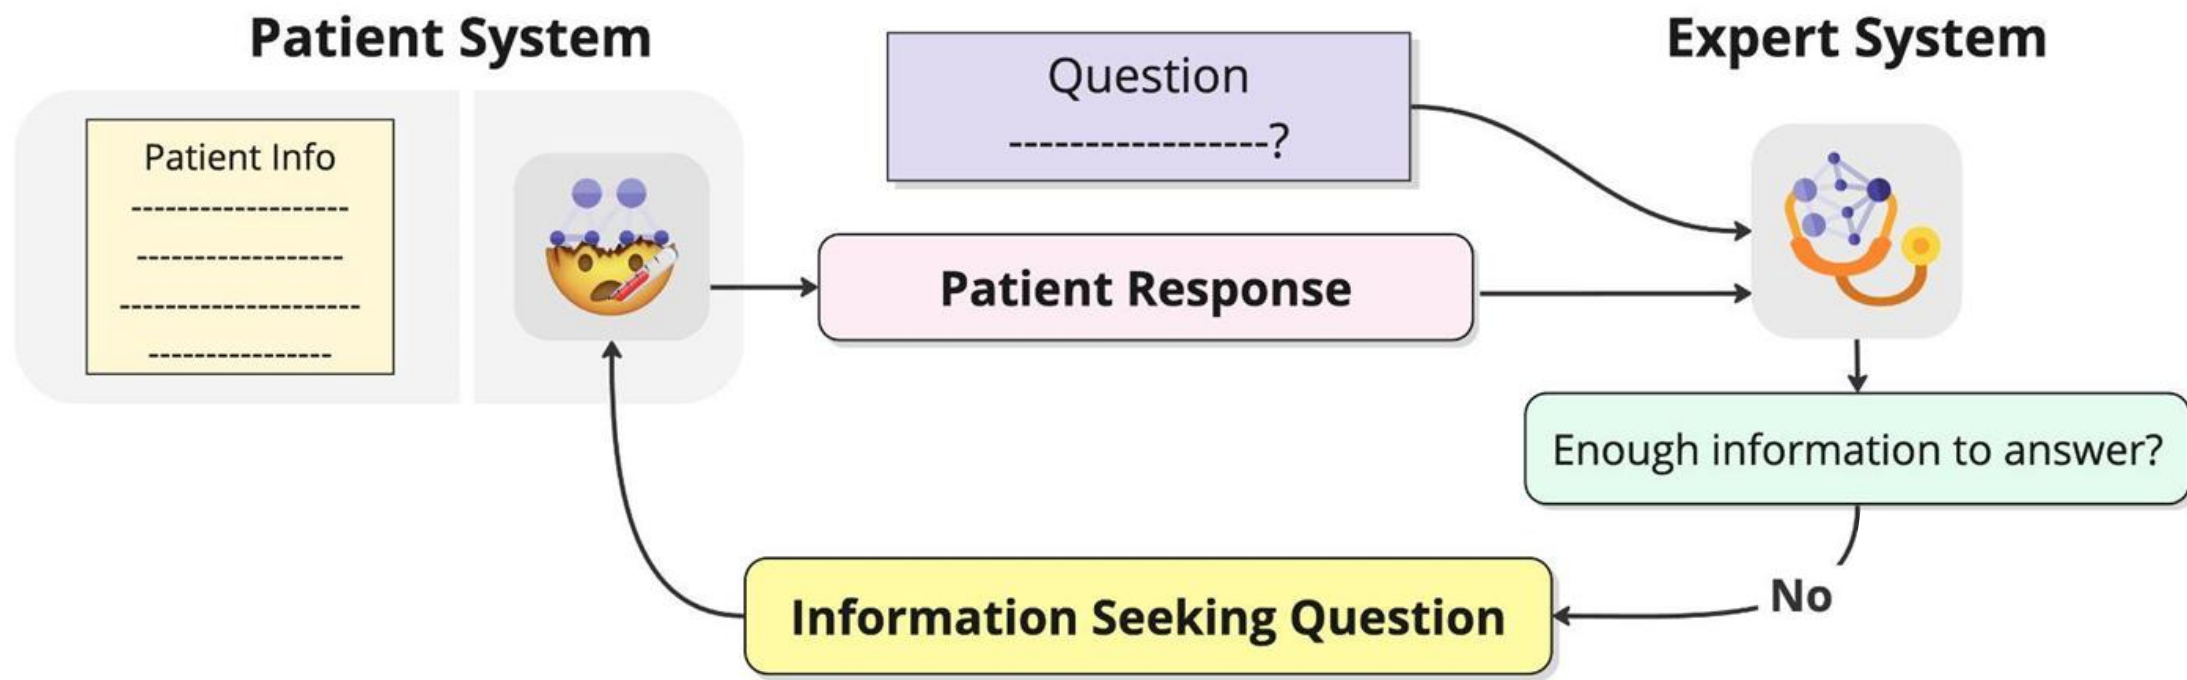 Patient System
Expert System
Patient Info
-------------------
------------------
---------------------
----------------
Question
-----------------?
Patient Response
Enough information to answer?
No
Information Seeking Question